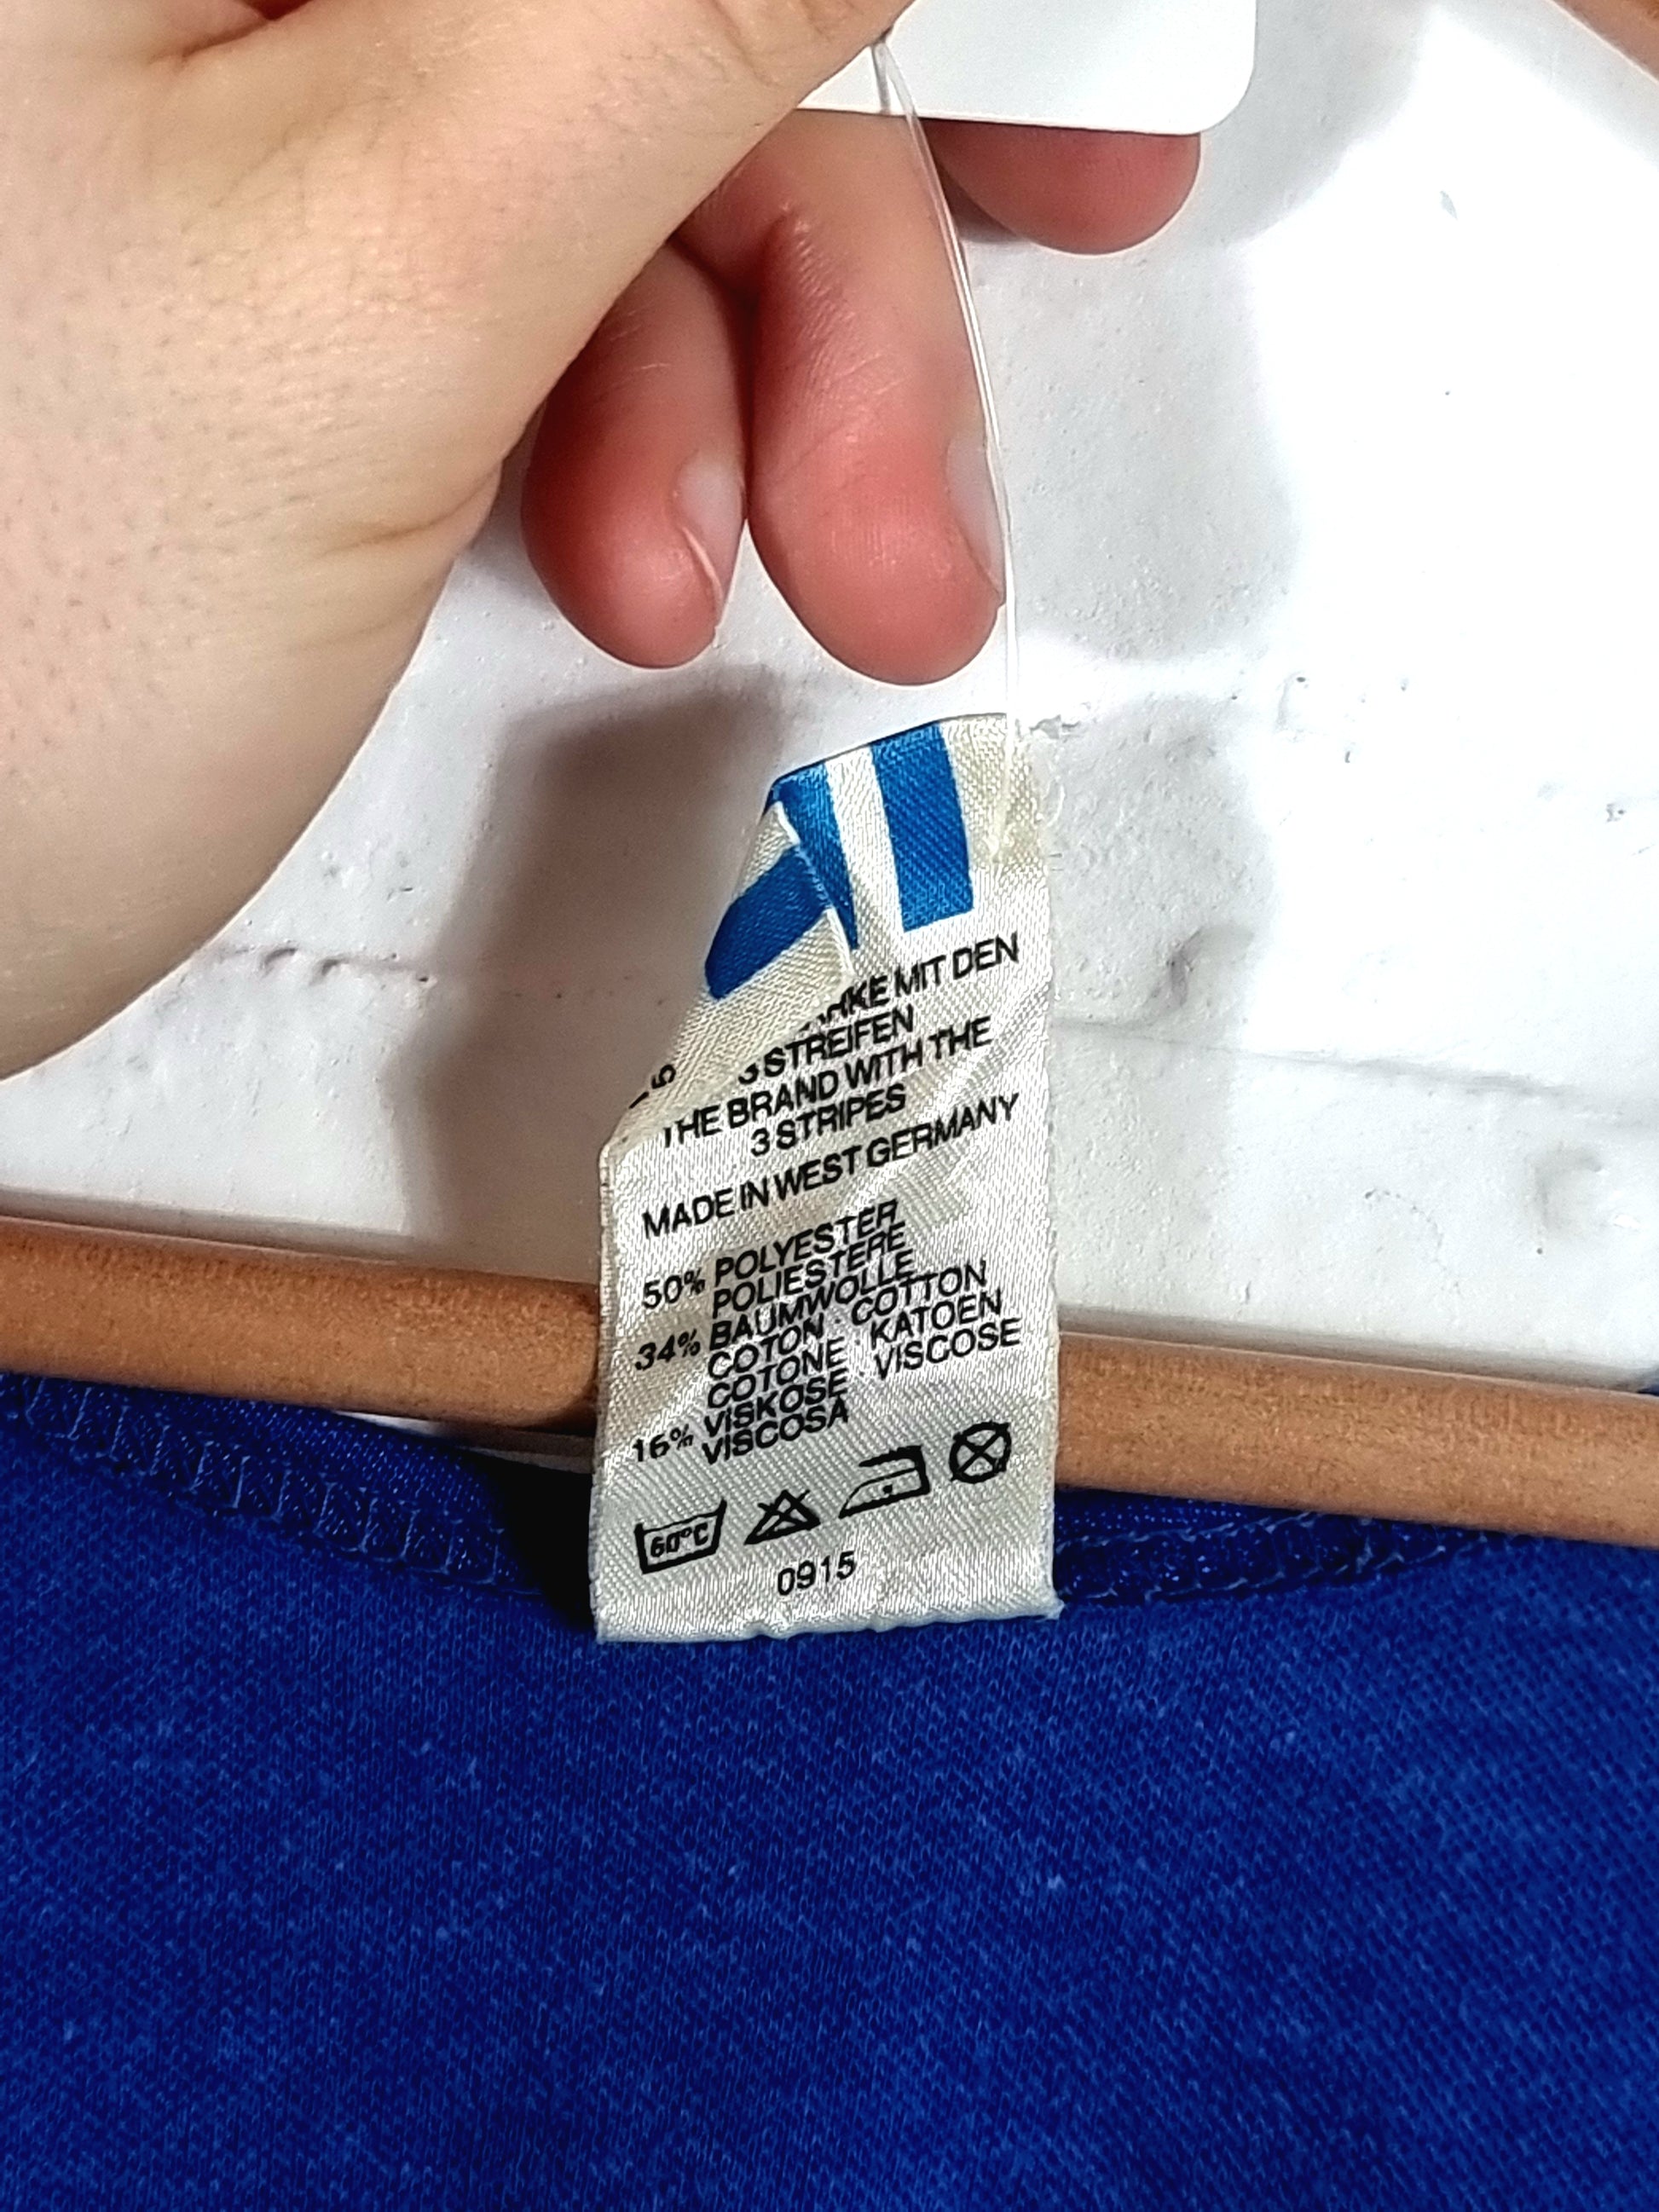 MIT DEN
3 STREIFEN
THE BRAND WITH THE
3 STRIPES
MADE IN WEST GERMANY
50% POLYESTER
POLIESTERE
34% BAUMWOLLE
COTON · COTTON
COTONE · KATOEN
16% VISKOSE · VISCOSE
VISCOSA
60°C
0915